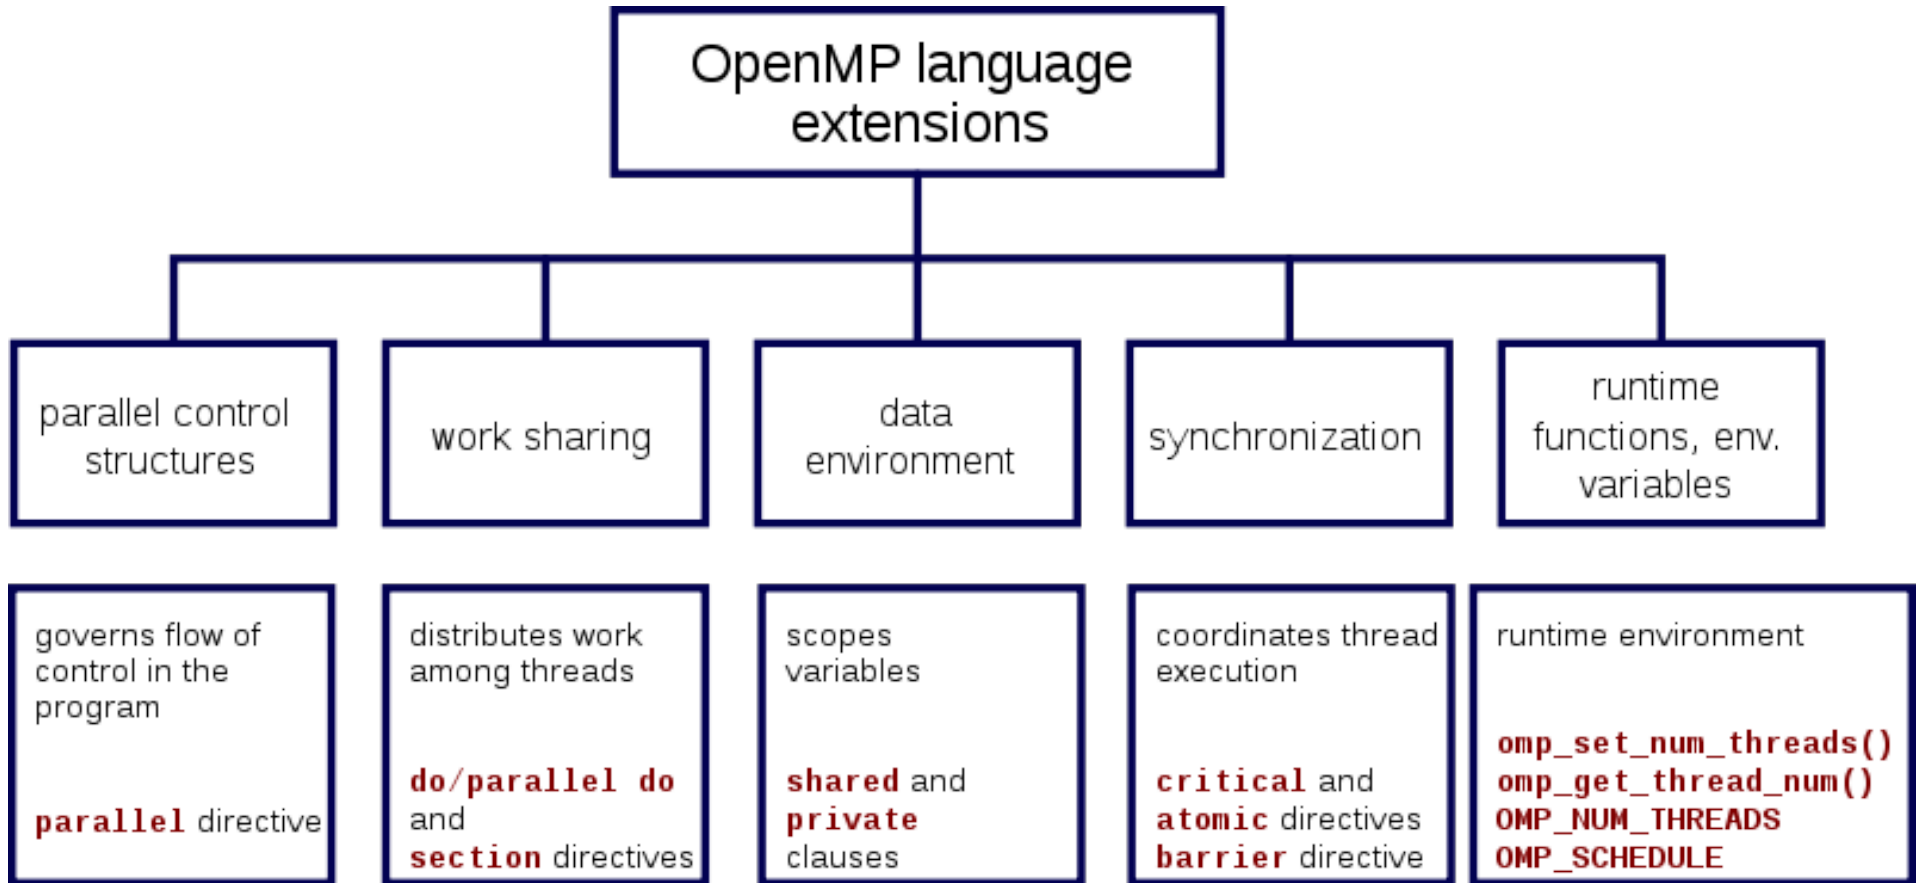 OpenMP language
extensions
parallel control
structures
work sharing
data
environment
synchronization
runtime
functions, env.
variables
governs flow of
control in the
program
parallel directive
distributes work
among threads
do/parallel do
and
section directives
scopes
variables
shared and
private
clauses
coordinates thread
execution
critical and
atomic directives
barrier directive
runtime environment
omp_set_num_threads()
omp_get_thread_num()
OMP_NUM_THREADS
OMP_SCHEDULE